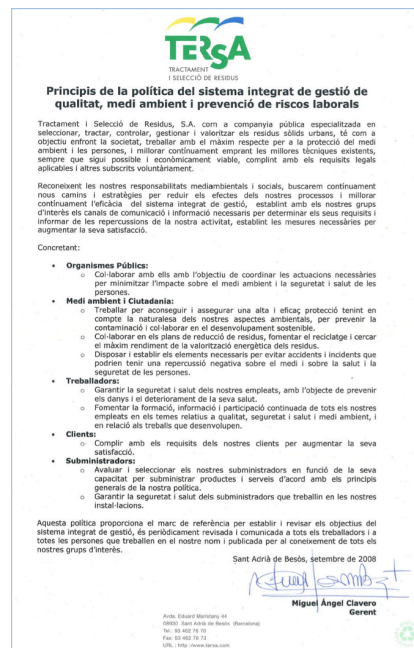 TERSA
TRACTAMENT
I SELECCIÓ DE RESIDUS
Principis de la política del sistema integrat de gestió de
qualitat, medi ambient i prevenció de riscos laborals
Tractament i Selecció de Residus, S.A. com a companyia pública especialitzada en
seleccionar, tractar, controlar, gestionar i valoritzar els residus sòlids urbans, té com a
objectiu enfront la societat, treballar amb el màxim respecte per a la protecció del medi
ambient i les persones, i millorar contínuament emprant les millores tècniques existents,
sempre que sigui possible i econòmicament viable, complint amb els requisits legals
aplicables i altres subscrits voluntàriament.
Reconeixent les nostres responsabilitats mediambientals i socials, buscarem contínuament
nous camins i estratègies per reduir els efectes dels nostres processos i millorar
contínuament l'eficàcia del sistema integrat de gestió, establint amb els nostres grups
d'interès els canals de comunicació i informació necessaris per determinar els seus requisits i
informar de les repercussions de la nostra activitat, establint les mesures necessàries per
augmentar la seva satisfacció.
Concretant:
• Organismes Públics:
o Col·laborar amb ells amb l'objectiu de coordinar les actuacions necessàries
per minimitzar l'impacte sobre el medi ambient i la seguretat i salut de les
persones.
• Medi ambient i Ciutadania:
o Treballar per aconseguir i assegurar una alta i eficaç protecció tenint en
compte la naturalesa dels nostres aspectes ambientals, per prevenir la
contaminació i col·laborar en el desenvolupament sostenible.
o Col·laborar en els plans de reducció de residus, fomentar el reciclatge i cercar
el màxim rendiment de la valorització energètica dels residus.
o Disposar i establir els elements necessaris per evitar accidents i incidents que
podrien tenir una repercussió negativa sobre el medi i sobre la salut i la
seguretat de les persones.
• Treballadors:
o Garantir la seguretat i salut dels nostres empleats, amb l'objecte de prevenir
els danys i el deteriorament de la seva salut.
o Fomentar la formació, informació i participació continuada de tots els nostres
empleats en els temes relatius a qualitat, seguretat i salut i medi ambient, i
en relació als treballs que desenvolupen.
• Clients:
o Complir amb els requisits dels nostres clients per augmentar la seva
satisfacció.
• Subministradors:
o Avaluar i seleccionar els nostres subministradors en funció de la seva
capacitat per subministrar productes i serveis d'acord amb els principis
generals de la nostra política.
o Garantir la seguretat i salut dels subministradors que treballin en les nostres
instal·lacions.
Aquesta política proporciona el marc de referència per establir i revisar els objectius del
sistema integrat de gestió, és periòdicament revisada i comunicada a tots els treballadors i a
totes les persones que treballen en el nostre nom i publicada per al coneixement de tots els
nostres grups d'interès.
Sant Adrià de Besòs, setembre de 2008
Miguel Ángel Clavero
Gerent
Avda. Eduard Maristany 44
08930 Sant Adrià de Besòs (Barcelona)
Tel.: 93 462 78 70
Fax: 93 462 78 73
URL : http://www.tersa.com